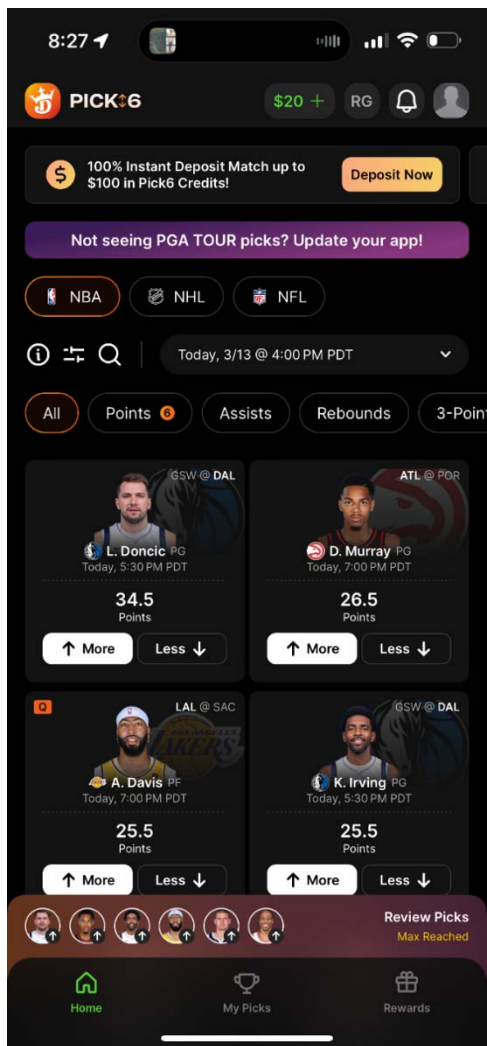 8:27
PICK6
$20 +
RG
100% Instant Deposit Match up to
$100 in Pick6 Credits!
Deposit Now
Not seeing PGA TOUR picks? Update your app!
NBA
NHL
NFL
Today, 3/13 @ 4:00 PM PDT
All
Points 6
Assists
Rebounds
3-Poin
GSW @ DAL
L. Doncic PG
Today, 5:30 PM PDT
34.5
Points
More
Less
ATL @ POR
D. Murray PG
Today, 7:00 PM PDT
26.5
Points
More
Less
Q
LAL @ SAC
LOS ANGELES
LAKERS
A. Davis PF
Today, 7:00 PM PDT
25.5
Points
More
Less
GSW @ DAL
K. Irving PG
Today, 5:30 PM PDT
25.5
Points
More
Less
Review Picks
Max Reached
Home
My Picks
Rewards